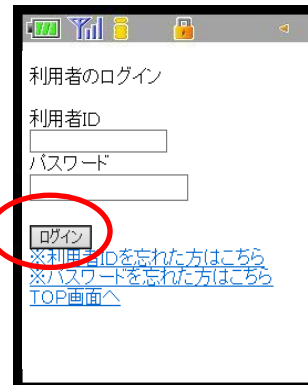 利用者のログイン
利用者ID
パスワード
ログイン
※利用者IDを忘れた方はこちら
※パスワードを忘れた方はこちら
TOP画面へ